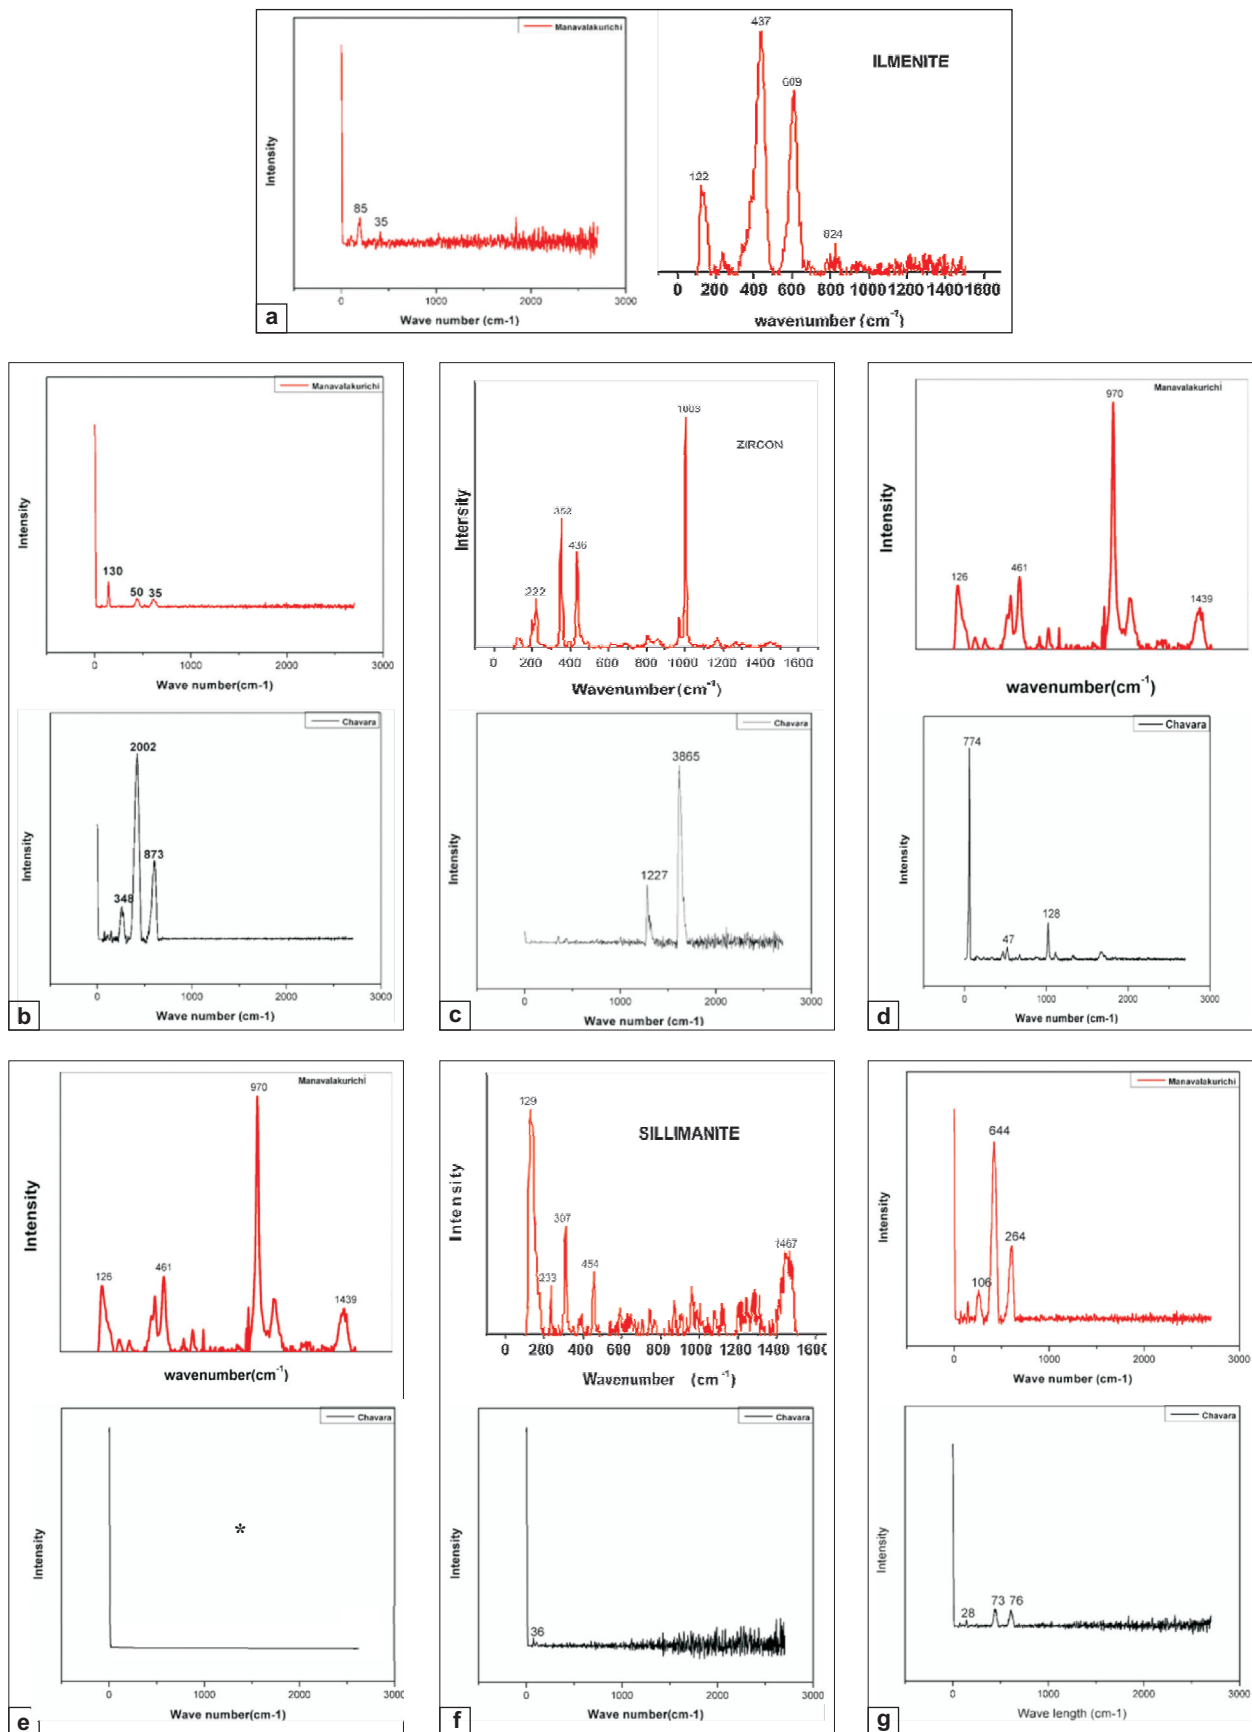 Manavalakurichi
85
35
Intensity
0
1000
2000
3000
Wave number (cm-1)
a
437
ILMENITE
609
122
824
0 200 400 600 800 1000 1200 1400 1600
wavenumber (cm⁻¹)
Manavalakurichi
Intensity
130
50 35
0 1000 2000 3000
Wave number(cm-1)
Chavara
2002
Intensity
873
348
0 1000 2000 3000
Wave number (cm-1)
b
1003
ZIRCON
Intensity
352
436
222
0 200 400 600 800 1000 1200 1400 1600
Wavenumber (cm⁻¹)
Chavara
3865
Intensity
1227
0 1000 2000 3000
Wave number (cm-1)
c
Manavalakurichi
970
Intensity
126
461
1439
wavenumber(cm⁻¹)
Chavara
774
Intensity
128
47
0 1000 2000 3000
Wave number (cm-1)
d
Manavalakurichi
970
Intensity
126
461
1439
wavenumber(cm⁻¹)
Chavara
Intensity
*
0 1000 2000 3000
Wave number(cm-1)
e
129
SILLIMANITE
Intensity
307
233
454
1467
0 200 400 600 800 1000 1200 1400 1600
Wavenumber (cm⁻¹)
Chavara
Intensity
36
0 1000 2000 3000
Wave number(cm-1)
f
Manavalakurichi
644
Intensity
264
106
0 1000 2000 3000
Wave number (cm-1)
Chavara
Intensity
28
73 76
0 1000 2000 3000
Wave length (cm-1)
g